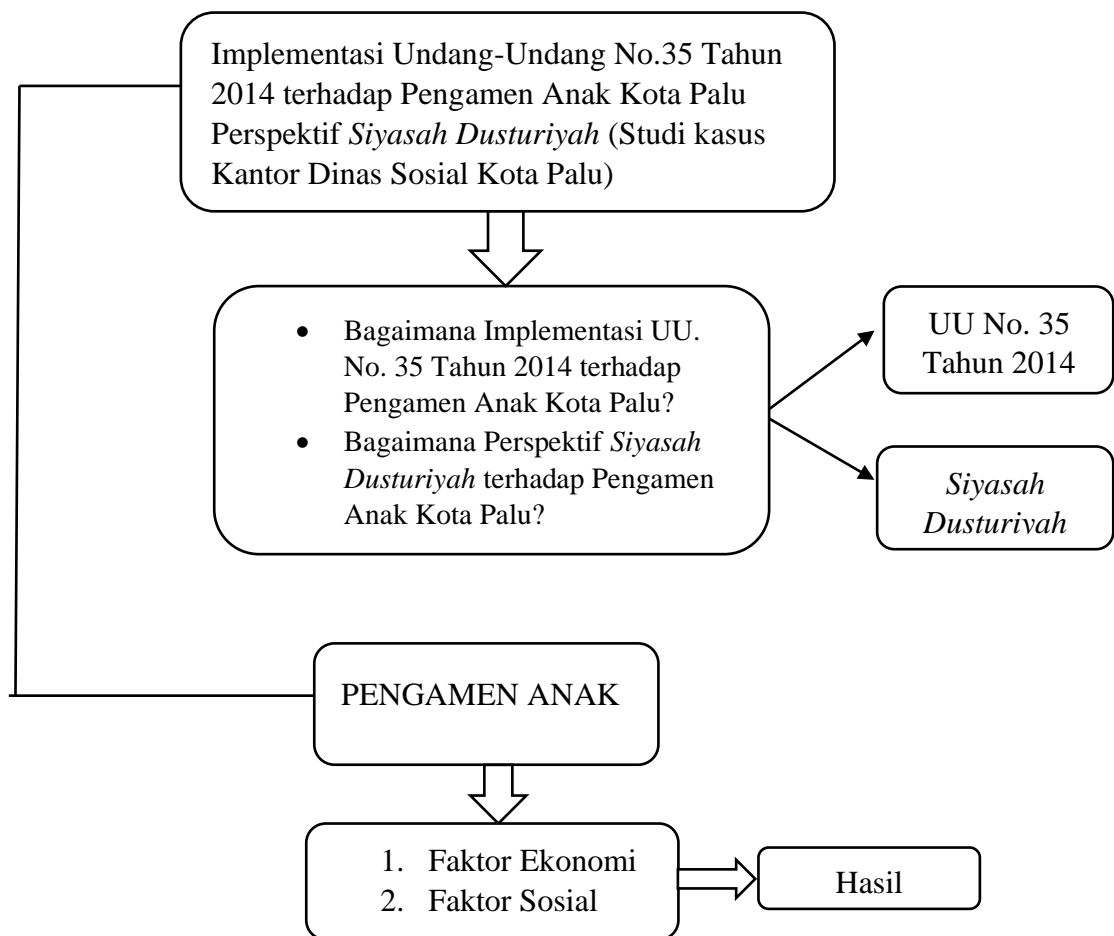 Implementasi Undang-Undang No.35 Tahun
2014 terhadap Pengamen Anak Kota Palu
Perspektif Siyasah Dusturiyah (Studi kasus
Kantor Dinas Sosial Kota Palu)
• Bagaimana Implementasi UU.
No. 35 Tahun 2014 terhadap
Pengamen Anak Kota Palu?
• Bagaimana Perspektif Siyasah
Dusturiyah terhadap Pengamen
Anak Kota Palu?
UU No. 35
Tahun 2014
Siyasah
Dusturiyah
PENGAMEN ANAK
1. Faktor Ekonomi
2. Faktor Sosial
Hasil